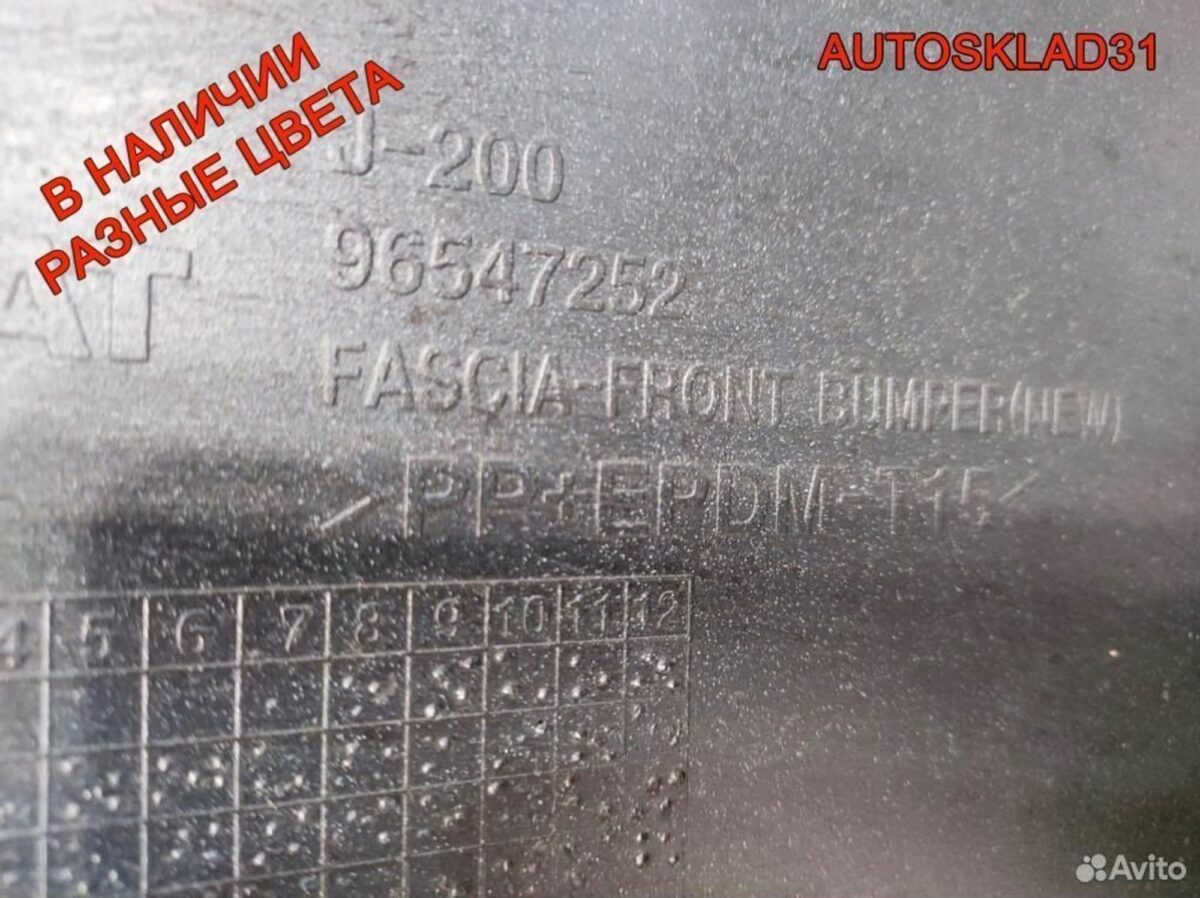 В НАЛИЧИИ
РАЗНЫЕ ЦВЕТА
AUTOSKLAD31
J-200
96547252
FASCIA-FRONT BUMPER(NEW)
>PP+EPDM-T15<
4 5 6 7 8 9 10 11 12
Avito